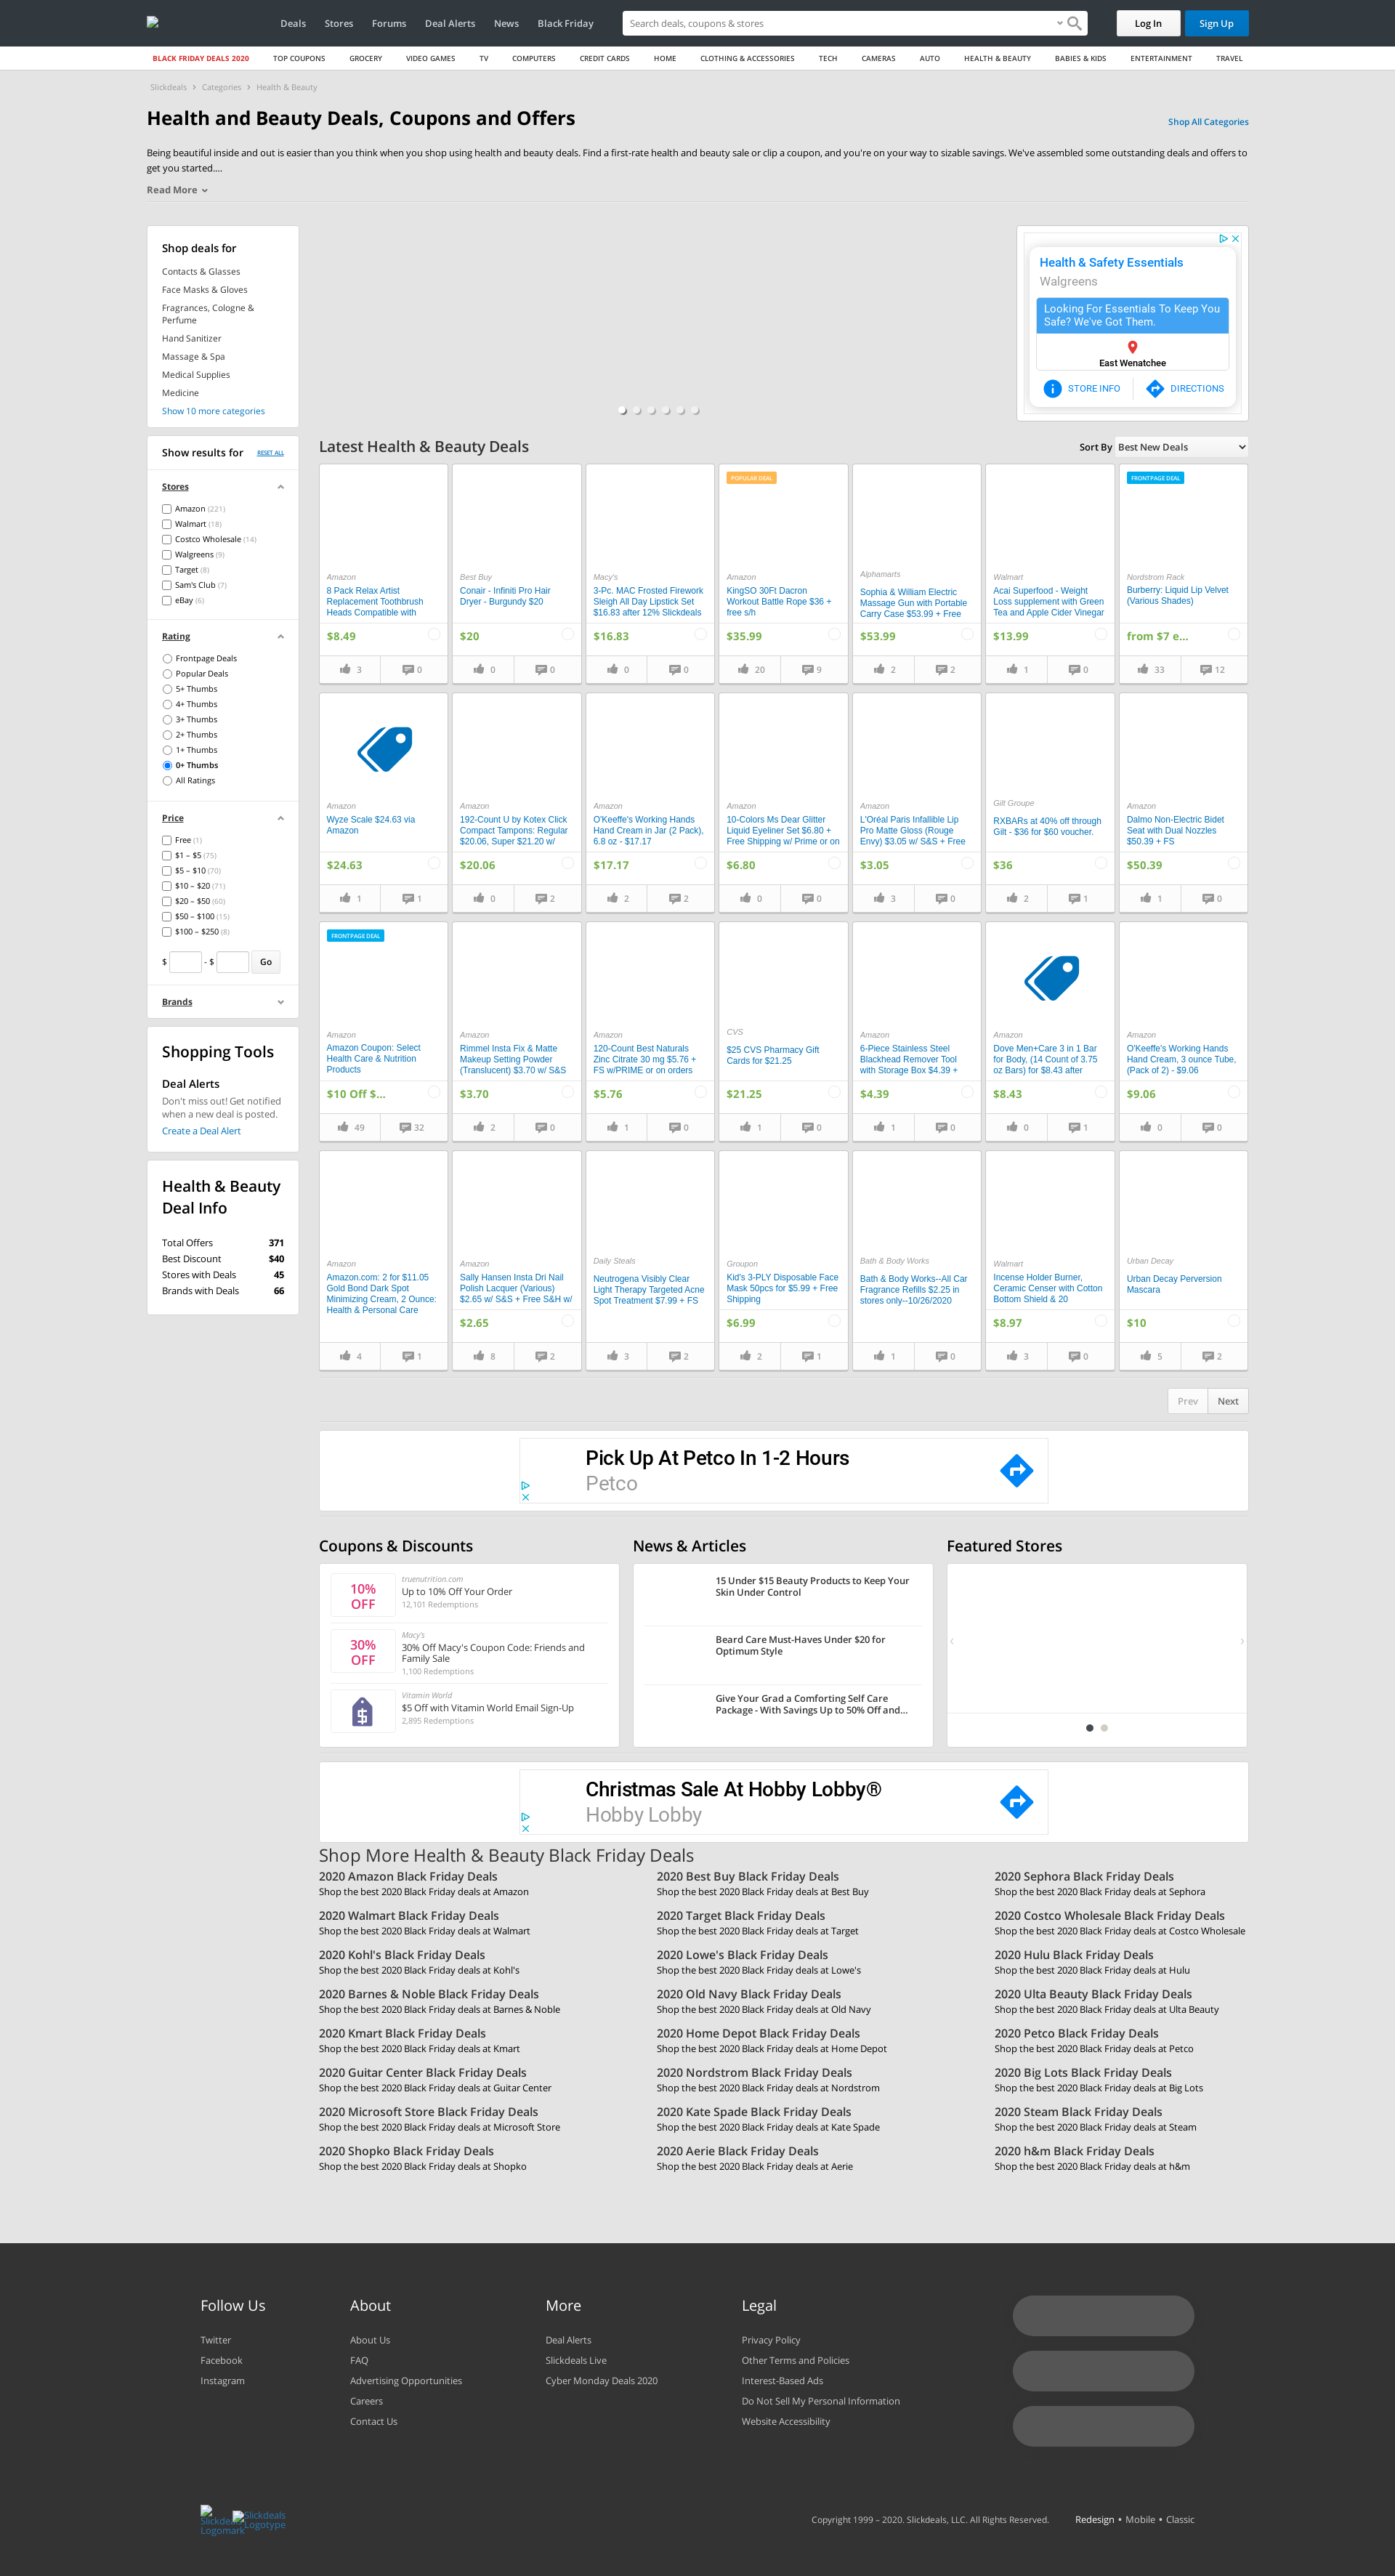 Deals Stores Forums Deal Alerts News Black Friday Search deals, coupons & stores Log In Sign Up
BLACK FRIDAY DEALS 2020 TOP COUPONS GROCERY VIDEO GAMES TV COMPUTERS CREDIT CARDS HOME CLOTHING & ACCESSORIES TECH CAMERAS AUTO HEALTH & BEAUTY BABIES & KIDS ENTERTAINMENT TRAVEL
Slickdeals › Categories › Health & Beauty
Health and Beauty Deals, Coupons and Offers
Shop All Categories
Being beautiful inside and out is easier than you think when you shop using health and beauty deals. Find a first-rate health and beauty sale or clip a coupon, and you're on your way to sizable savings. We've assembled some outstanding deals and offers to
get you started....
Read More
Shop deals for
Contacts & Glasses
Face Masks & Gloves
Fragrances, Cologne &
Perfume
Hand Sanitizer
Massage & Spa
Medical Supplies
Medicine
Show 10 more categories
Health & Safety Essentials
Walgreens
Looking For Essentials To Keep You
Safe? We've Got Them.
East Wenatchee
STORE INFO DIRECTIONS
Show results for RESET ALL
Stores
Amazon (221)
Walmart (18)
Costco Wholesale (14)
Walgreens (9)
Target (8)
Sam's Club (7)
eBay (6)
Rating
Frontpage Deals
Popular Deals
5+ Thumbs
4+ Thumbs
3+ Thumbs
2+ Thumbs
1+ Thumbs
0+ Thumbs
All Ratings
Price
Free (1)
$1 – $5 (75)
$5 – $10 (70)
$10 – $20 (71)
$20 – $50 (60)
$50 – $100 (15)
$100 – $250 (8)
$ - $ Go
Brands
Shopping Tools
Deal Alerts
Don't miss out! Get notified
when a new deal is posted.
Create a Deal Alert
Health & Beauty
Deal Info
Total Offers 371
Best Discount $40
Stores with Deals 45
Brands with Deals 66
Latest Health & Beauty Deals
Sort By Best New Deals
Amazon
8 Pack Relax Artist
Replacement Toothbrush
Heads Compatible with
$8.49
3 0
Best Buy
Conair - Infiniti Pro Hair
Dryer - Burgundy $20
$20
0 0
Macy's
3-Pc. MAC Frosted Firework
Sleigh All Day Lipstick Set
$16.83 after 12% Slickdeals
$16.83
0 0
POPULAR DEAL
Amazon
KingSO 30Ft Dacron
Workout Battle Rope $36 +
free s/h
$35.99
20 9
Alphamarts
Sophia & William Electric
Massage Gun with Portable
Carry Case $53.99 + Free
$53.99
2 2
Walmart
Acai Superfood - Weight
Loss supplement with Green
Tea and Apple Cider Vinegar
$13.99
1 0
FRONTPAGE DEAL
Nordstrom Rack
Burberry: Liquid Lip Velvet
(Various Shades)
from $7 e...
33 12
Amazon
Wyze Scale $24.63 via
Amazon
$24.63
1 1
Amazon
192-Count U by Kotex Click
Compact Tampons: Regular
$20.06, Super $21.20 w/
$20.06
0 2
Amazon
O'Keeffe's Working Hands
Hand Cream in Jar (2 Pack),
6.8 oz - $17.17
$17.17
2 2
Amazon
10-Colors Ms Dear Glitter
Liquid Eyeliner Set $6.80 +
Free Shipping w/ Prime or on
$6.80
0 0
Amazon
L'Oréal Paris Infallible Lip
Pro Matte Gloss (Rouge
Envy) $3.05 w/ S&S + Free
$3.05
3 0
Gilt Groupe
RXBARs at 40% off through
Gilt - $36 for $60 voucher.
$36
2 1
Amazon
Dalmo Non-Electric Bidet
Seat with Dual Nozzles
$50.39 + FS
$50.39
1 0
FRONTPAGE DEAL
Amazon
Amazon Coupon: Select
Health Care & Nutrition
Products
$10 Off $...
49 32
Amazon
Rimmel Insta Fix & Matte
Makeup Setting Powder
(Translucent) $3.70 w/ S&S
$3.70
2 0
Amazon
120-Count Best Naturals
Zinc Citrate 30 mg $5.76 +
FS w/PRIME or on orders
$5.76
1 0
CVS
$25 CVS Pharmacy Gift
Cards for $21.25
$21.25
1 0
Amazon
6-Piece Stainless Steel
Blackhead Remover Tool
with Storage Box $4.39 +
$4.39
1 0
Amazon
Dove Men+Care 3 in 1 Bar
for Body, (14 Count of 3.75
oz Bars) for $8.43 after
$8.43
0 1
Amazon
O'Keeffe's Working Hands
Hand Cream, 3 ounce Tube,
(Pack of 2) - $9.06
$9.06
0 0
Amazon
Amazon.com: 2 for $11.05
Gold Bond Dark Spot
Minimizing Cream, 2 Ounce:
Health & Personal Care
4 1
Amazon
Sally Hansen Insta Dri Nail
Polish Lacquer (Various)
$2.65 w/ S&S + Free S&H w/
$2.65
8 2
Daily Steals
Neutrogena Visibly Clear
Light Therapy Targeted Acne
Spot Treatment $7.99 + FS
3 2
Groupon
Kid's 3-PLY Disposable Face
Mask 50pcs for $5.99 + Free
Shipping
$6.99
2 1
Bath & Body Works
Bath & Body Works--All Car
Fragrance Refills $2.25 in
stores only--10/26/2020
1 0
Walmart
Incense Holder Burner,
Ceramic Censer with Cotton
Bottom Shield & 20
$8.97
3 0
Urban Decay
Urban Decay Perversion
Mascara
$10
5 2
Prev Next
Pick Up At Petco In 1-2 Hours
Petco
Coupons & Discounts
10%
OFF
truenutrition.com
Up to 10% Off Your Order
12,101 Redemptions
30%
OFF
Macy's
30% Off Macy's Coupon Code: Friends and
Family Sale
1,100 Redemptions
Vitamin World
$5 Off with Vitamin World Email Sign-Up
2,895 Redemptions
News & Articles
15 Under $15 Beauty Products to Keep Your
Skin Under Control
Beard Care Must-Haves Under $20 for
Optimum Style
Give Your Grad a Comforting Self Care
Package - With Savings Up to 50% Off and...
Featured Stores
Christmas Sale At Hobby Lobby®
Hobby Lobby
Shop More Health & Beauty Black Friday Deals
2020 Amazon Black Friday Deals 2020 Best Buy Black Friday Deals 2020 Sephora Black Friday Deals
Shop the best 2020 Black Friday deals at Amazon Shop the best 2020 Black Friday deals at Best Buy Shop the best 2020 Black Friday deals at Sephora
2020 Walmart Black Friday Deals 2020 Target Black Friday Deals 2020 Costco Wholesale Black Friday Deals
Shop the best 2020 Black Friday deals at Walmart Shop the best 2020 Black Friday deals at Target Shop the best 2020 Black Friday deals at Costco Wholesale
2020 Kohl's Black Friday Deals 2020 Lowe's Black Friday Deals 2020 Hulu Black Friday Deals
Shop the best 2020 Black Friday deals at Kohl's Shop the best 2020 Black Friday deals at Lowe's Shop the best 2020 Black Friday deals at Hulu
2020 Barnes & Noble Black Friday Deals 2020 Old Navy Black Friday Deals 2020 Ulta Beauty Black Friday Deals
Shop the best 2020 Black Friday deals at Barnes & Noble Shop the best 2020 Black Friday deals at Old Navy Shop the best 2020 Black Friday deals at Ulta Beauty
2020 Kmart Black Friday Deals 2020 Home Depot Black Friday Deals 2020 Petco Black Friday Deals
Shop the best 2020 Black Friday deals at Kmart Shop the best 2020 Black Friday deals at Home Depot Shop the best 2020 Black Friday deals at Petco
2020 Guitar Center Black Friday Deals 2020 Nordstrom Black Friday Deals 2020 Big Lots Black Friday Deals
Shop the best 2020 Black Friday deals at Guitar Center Shop the best 2020 Black Friday deals at Nordstrom Shop the best 2020 Black Friday deals at Big Lots
2020 Microsoft Store Black Friday Deals 2020 Kate Spade Black Friday Deals 2020 Steam Black Friday Deals
Shop the best 2020 Black Friday deals at Microsoft Store Shop the best 2020 Black Friday deals at Kate Spade Shop the best 2020 Black Friday deals at Steam
2020 Shopko Black Friday Deals 2020 Aerie Black Friday Deals 2020 h&m Black Friday Deals
Shop the best 2020 Black Friday deals at Shopko Shop the best 2020 Black Friday deals at Aerie Shop the best 2020 Black Friday deals at h&m
Follow Us
Twitter
Facebook
Instagram
About
About Us
FAQ
Advertising Opportunities
Careers
Contact Us
More
Deal Alerts
Slickdeals Live
Cyber Monday Deals 2020
Legal
Privacy Policy
Other Terms and Policies
Interest-Based Ads
Do Not Sell My Personal Information
Website Accessibility
Slickdeals
Logomark
Slickdeals
Logotype
Copyright 1999 – 2020. Slickdeals, LLC. All Rights Reserved. Redesign • Mobile • Classic